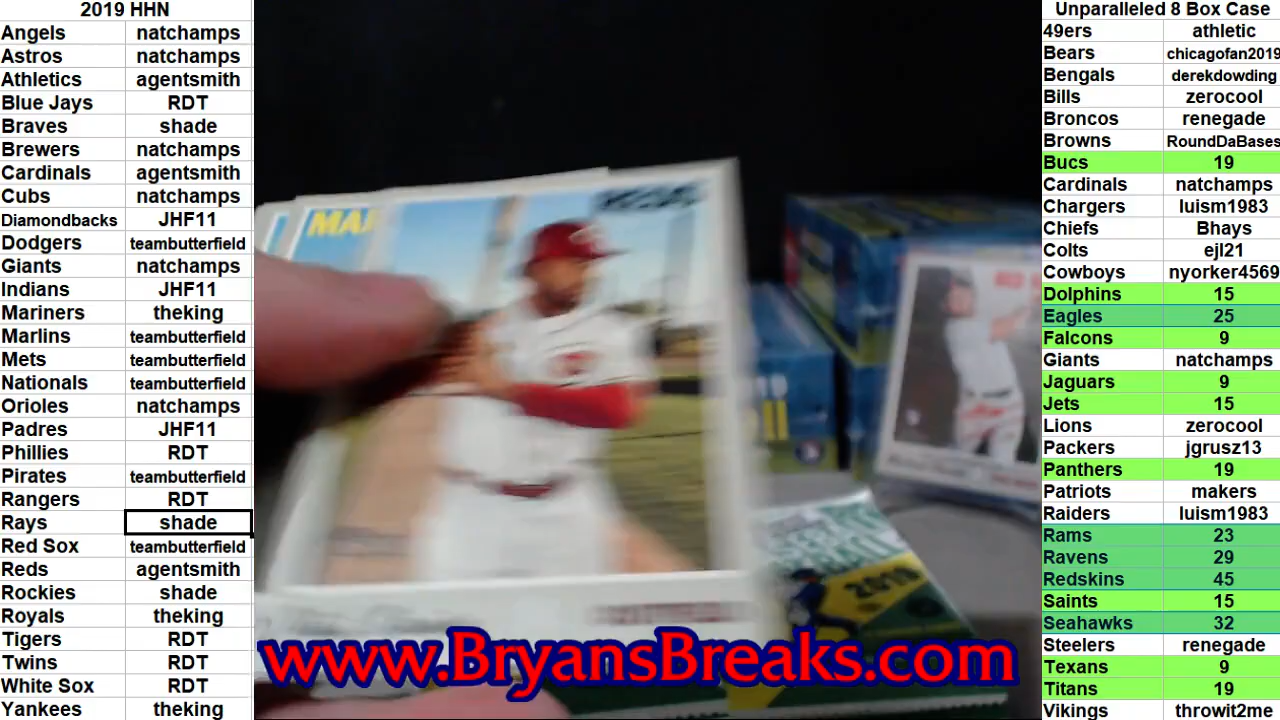 2019 HHN
Angels natchamps
Astros natchamps
Athletics agentsmith
Blue Jays RDT
Braves shade
Brewers natchamps
Cardinals agentsmith
Cubs natchamps
Diamondbacks JHF11
Dodgers teambutterfield
Giants natchamps
Indians JHF11
Mariners theking
Marlins teambutterfield
Mets teambutterfield
Nationals teambutterfield
Orioles natchamps
Padres JHF11
Phillies RDT
Pirates teambutterfield
Rangers RDT
Rays shade
Red Sox teambutterfield
Reds agentsmith
Rockies shade
Royals theking
Tigers RDT
Twins RDT
White Sox RDT
Yankees theking
MA
REDS
2019
www.BryansBreaks.com
Unparalleled 8 Box Case
49ers athletic
Bears chicagofan2019
Bengals derekdowding
Bills zerocool
Broncos renegade
Browns RoundDaBases
Bucs 19
Cardinals natchamps
Chargers luism1983
Chiefs Bhays
Colts ejl21
Cowboys nyorker4569
Dolphins 15
Eagles 25
Falcons 9
Giants natchamps
Jaguars 9
Jets 15
Lions zerocool
Packers jgrusz13
Panthers 19
Patriots makers
Raiders luism1983
Rams 23
Ravens 29
Redskins 45
Saints 15
Seahawks 32
Steelers renegade
Texans 9
Titans 19
Vikings throwit2me